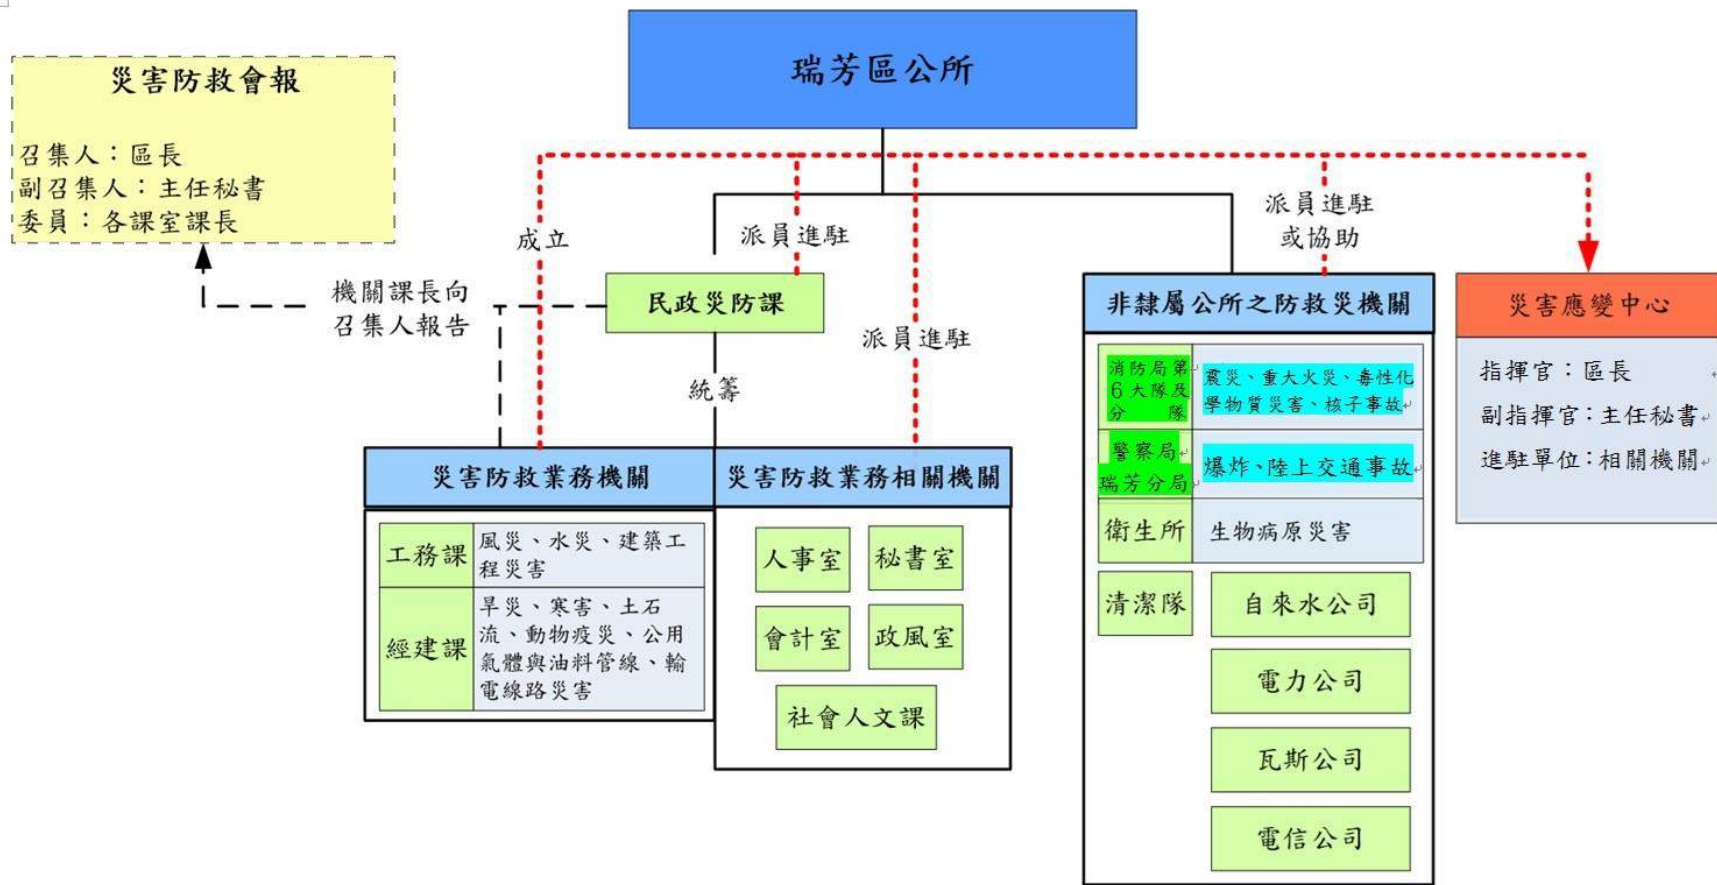 瑞芳區公所
災害防救會報
召集人：區長
副召集人：主任秘書
委員：各課室課長
成立
派員進駐
派員進駐
或協助
機關課長向
召集人報告
民政災防課
派員進駐
統籌
災害防救業務機關
工務課
風災、水災、建築工
程災害
經建課
旱災、寒害、土石
流、動物疫災、公用
氣體與油料管線、輸
電線路災害
災害防救業務相關機關
人事室
秘書室
會計室
政風室
社會人文課
非隸屬公所之防救災機關
消防局第
6大隊及
分隊
震災、重大火災、毒性化
學物質災害、核子事故
警察局
瑞芳分局
爆炸、陸上交通事故
衛生所
生物病原災害
清潔隊
自來水公司
電力公司
瓦斯公司
電信公司
災害應變中心
指揮官：區長
副指揮官：主任秘書
進駐單位：相關機關